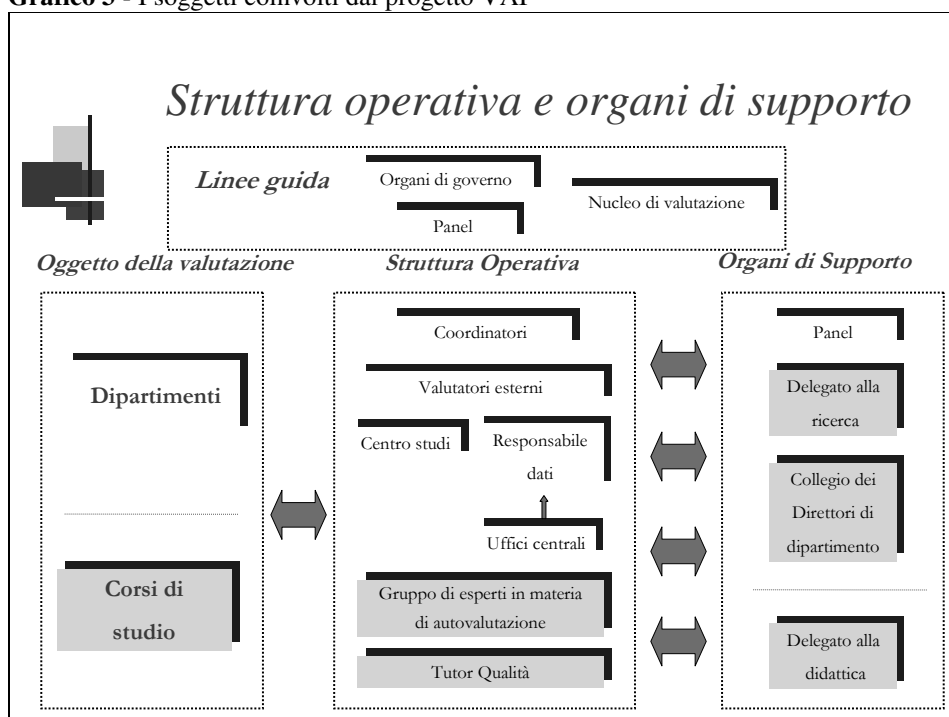 Grafico 3 - I soggetti coinvolti dal progetto VAI
Struttura operativa e organi di supporto
Linee guida
Organi di governo
Panel
Nucleo di valutazione
Oggetto della valutazione
Dipartimenti
Corsi di
studio
Struttura Operativa
Coordinatori
Valutatori esterni
Centro studi
Responsabile
dati
Uffici centrali
Gruppo di esperti in materia
di autovalutazione
Tutor Qualità
Organi di Supporto
Panel
Delegato alla
ricerca
Collegio dei
Direttori di
dipartimento
Delegato alla
didattica